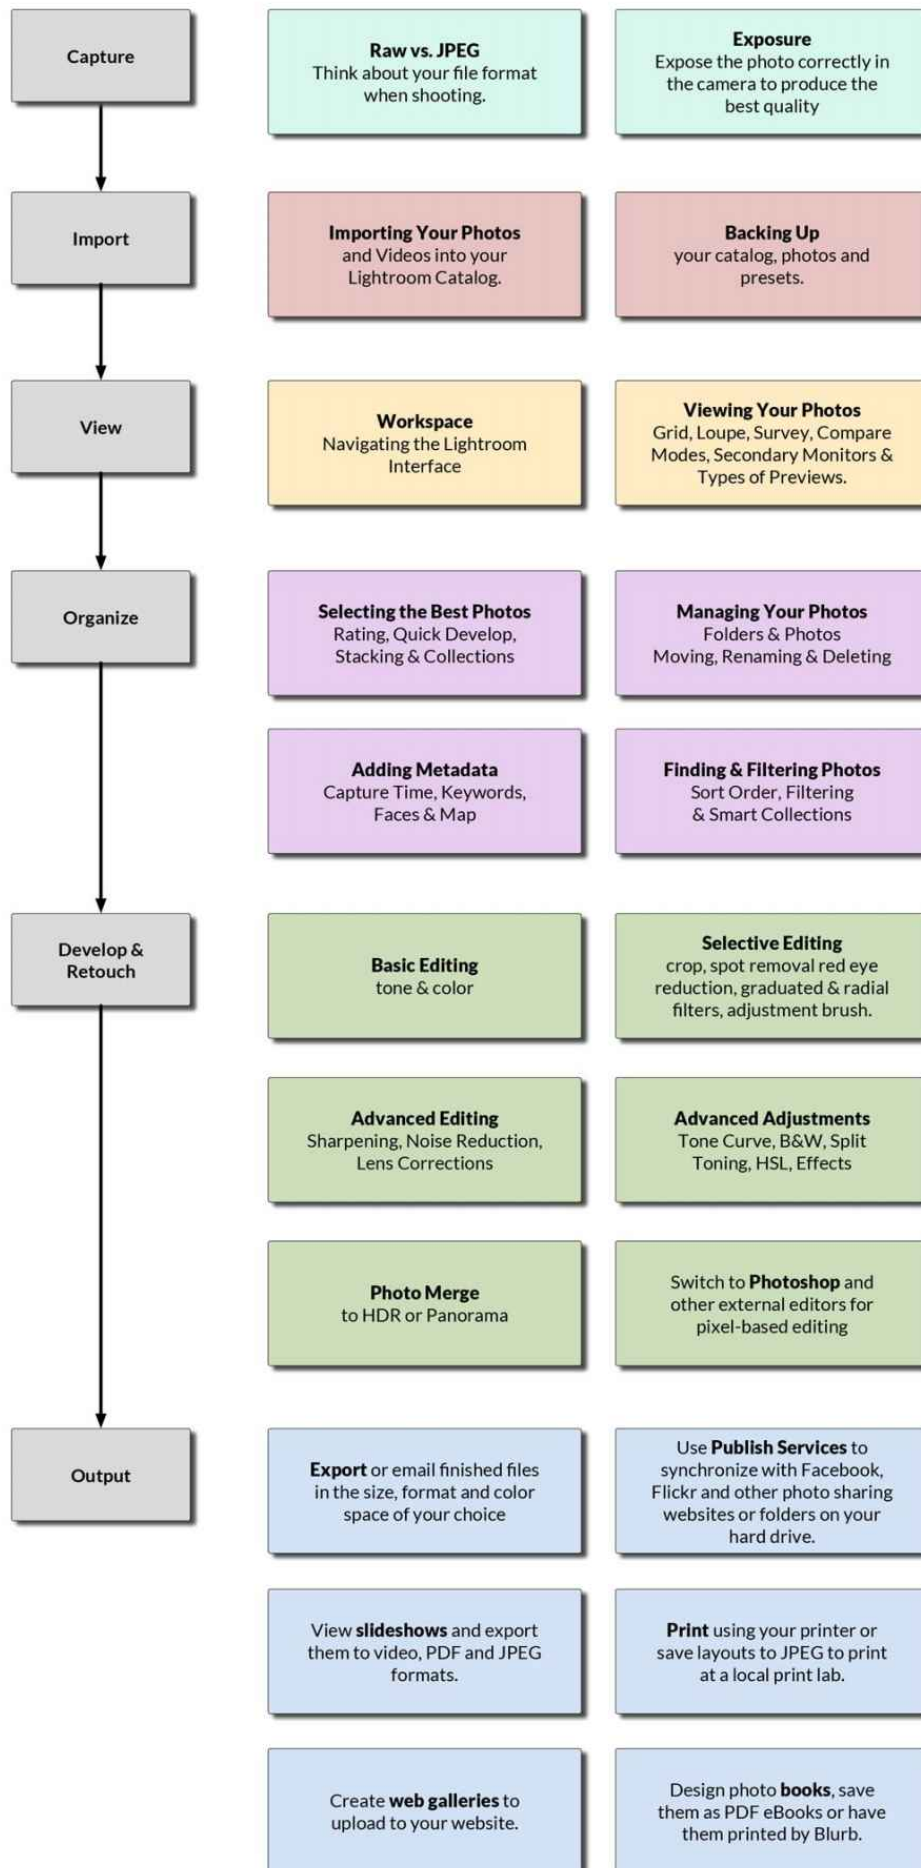 Capture
Raw vs. JPEG
Think about your file format
when shooting.
Exposure
Expose the photo correctly in
the camera to produce the
best quality
Import
Importing Your Photos
and Videos into your
Lightroom Catalog.
Backing Up
your catalog, photos and
presets.
View
Workspace
Navigating the Lightroom
Interface
Viewing Your Photos
Grid, Loupe, Survey, Compare
Modes, Secondary Monitors &
Types of Previews.
Organize
Selecting the Best Photos
Rating, Quick Develop,
Stacking & Collections
Managing Your Photos
Folders & Photos
Moving, Renaming & Deleting
Adding Metadata
Capture Time, Keywords,
Faces & Map
Finding & Filtering Photos
Sort Order, Filtering
& Smart Collections
Develop &
Retouch
Basic Editing
tone & color
Selective Editing
crop, spot removal red eye
reduction, graduated & radial
filters, adjustment brush.
Advanced Editing
Sharpening, Noise Reduction,
Lens Corrections
Advanced Adjustments
Tone Curve, B&W, Split
Toning, HSL, Effects
Photo Merge
to HDR or Panorama
Switch to Photoshop and
other external editors for
pixel-based editing
Output
Export or email finished files
in the size, format and color
space of your choice
Use Publish Services to
synchronize with Facebook,
Flickr and other photo sharing
websites or folders on your
hard drive.
View slideshows and export
them to video, PDF and JPEG
formats.
Print using your printer or
save layouts to JPEG to print
at a local print lab.
Create web galleries to
upload to your website.
Design photo books, save
them as PDF eBooks or have
them printed by Blurb.